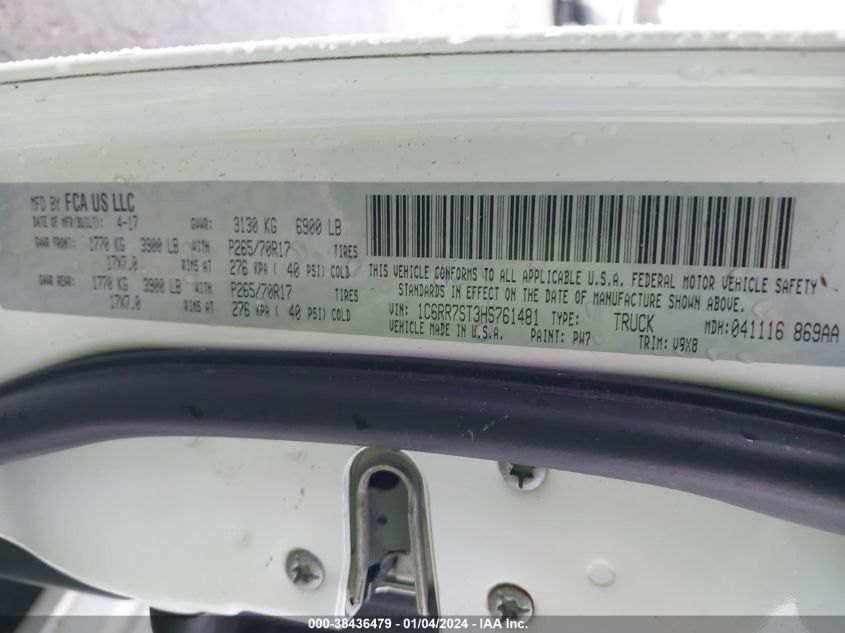 MFD BY FCA US LLC
DATE OF MFR(BUILT): 4-17 GVWR: 3130 KG 6900 LB
GAWR FRONT: 1770 KG 3900 LB WITH P265/70R17 TIRES
17X7.0 RIMS AT 276 KPA ( 40 PSI) COLD
GAWR REAR: 1770 KG 3900 LB WITH P265/70R17 TIRES
17X7.0 RIMS AT 276 KPA ( 40 PSI) COLD
THIS VEHICLE CONFORMS TO ALL APPLICABLE U.S.A. FEDERAL MOTOR VEHICLE SAFETY
STANDARDS IN EFFECT ON THE DATE OF MANUFACTURE SHOWN ABOVE.
VIN: 1C6RR7ST3HS761481 TYPE: TRUCK MDH:041116 869AA
VEHICLE MADE IN U.S.A. PAINT: PW7 TRIM: V9X8
000-38436479 - 01/04/2024 - IAA Inc.